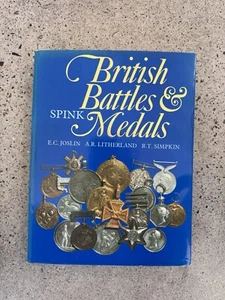 British
Battles &
SPINK Medals
E.C. JOSLIN A.R. LITHERLAND R.T. SIMPKIN